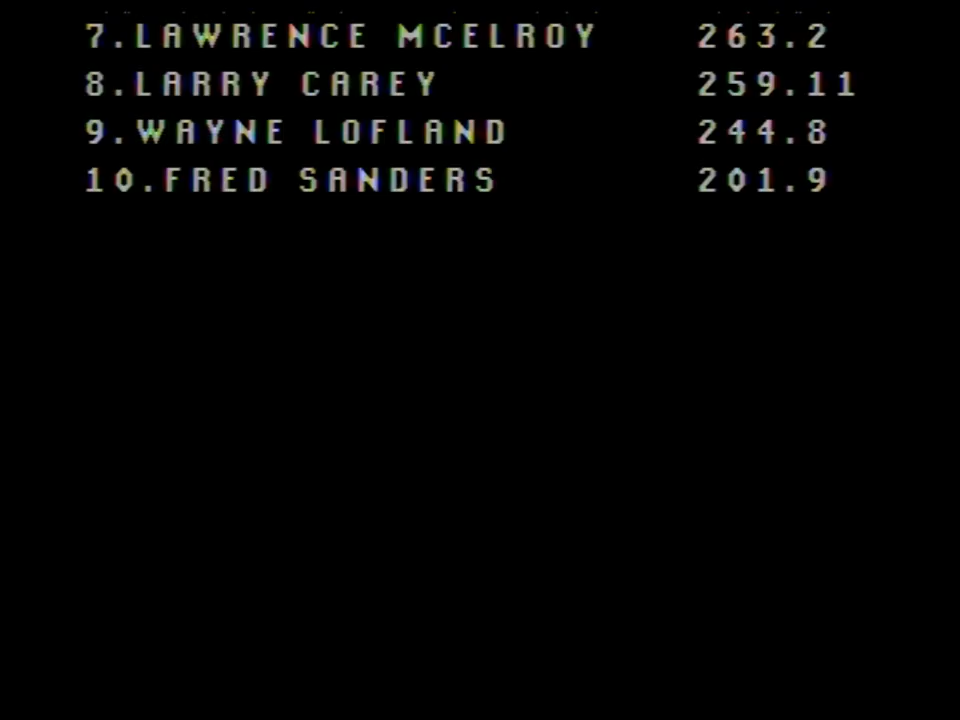 7.LAWRENCE MCELROY 263.2
8.LARRY CAREY 259.11
9.WAYNE LOFLAND 244.8
10.FRED SANDERS 201.9